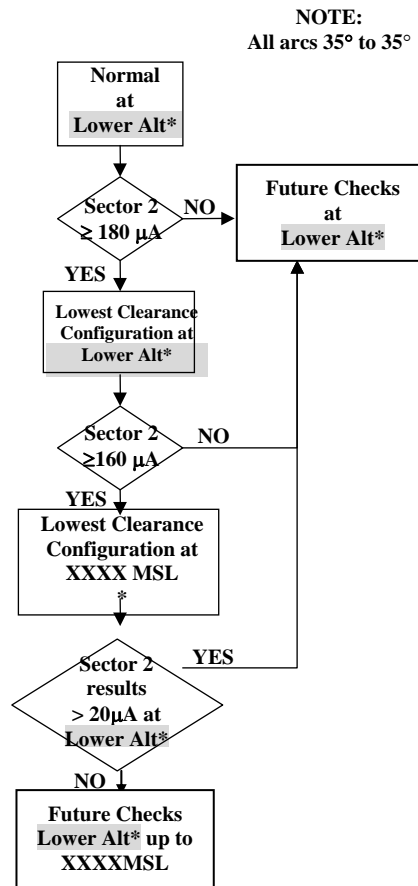 NOTE:
All arcs 35° to 35°
Normal
at
Lower Alt*
Sector 2
≥ 180 µA
NO
Future Checks
at
Lower Alt*
YES
Lowest Clearance
Configuration at
Lower Alt*
Sector 2
≥160 µA
NO
YES
Lowest Clearance
Configuration at
XXXX MSL
*
Sector 2
results
> 20µA at
Lower Alt*
YES
NO
Future Checks
Lower Alt* up to
XXXXMSL